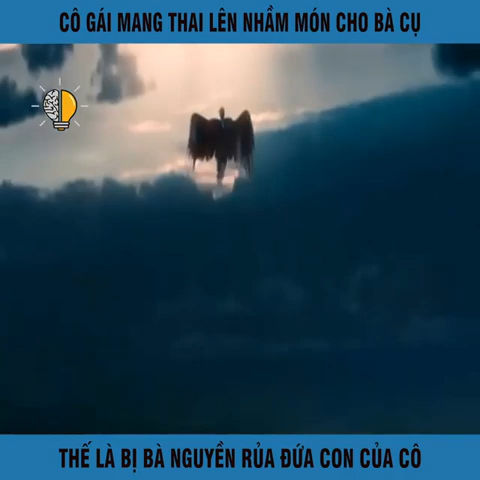 CÔ GÁI MANG THAI LÊN NHẦM MÓN CHO BÀ CỤ
THẾ LÀ BỊ BÀ NGUYỀN RỦA ĐỨA CON CỦA CÔ